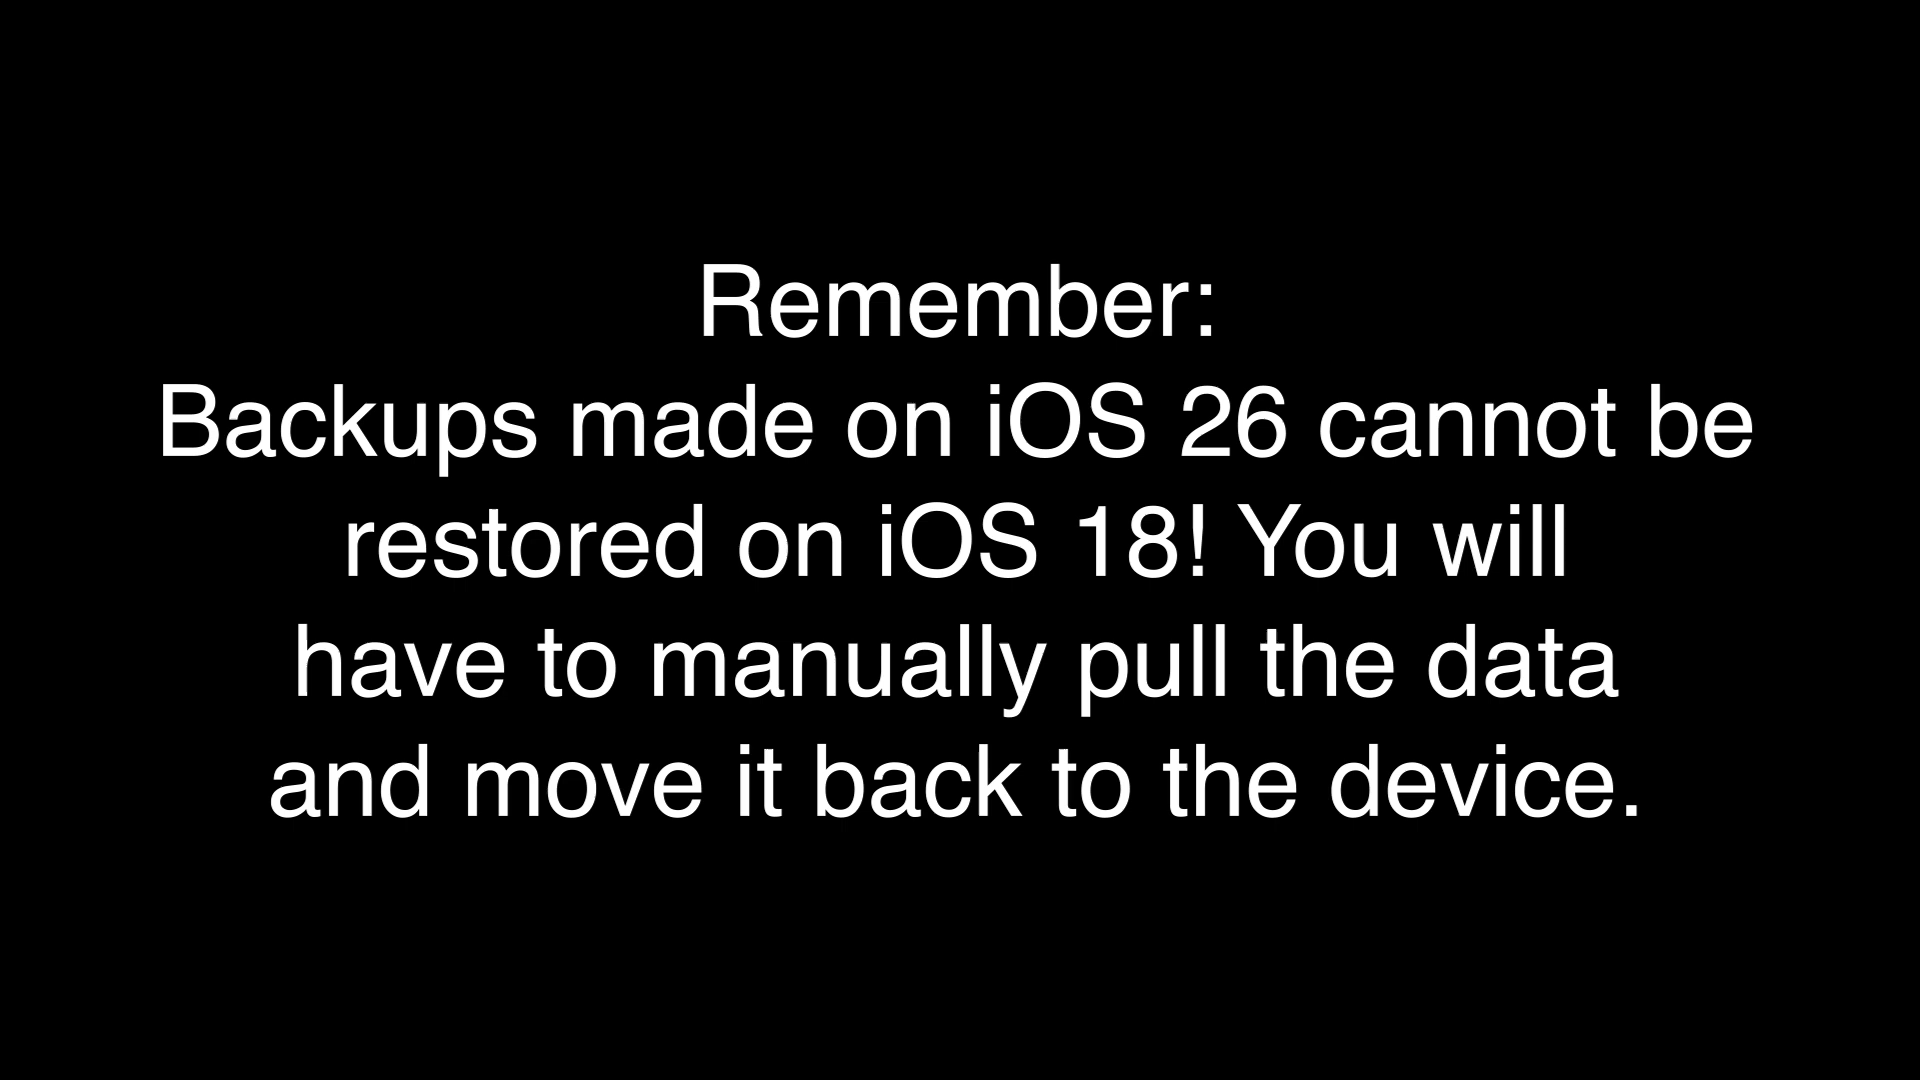 Remember:
Backups made on iOS 26 cannot be
restored on iOS 18! You will
have to manually pull the data
and move it back to the device.